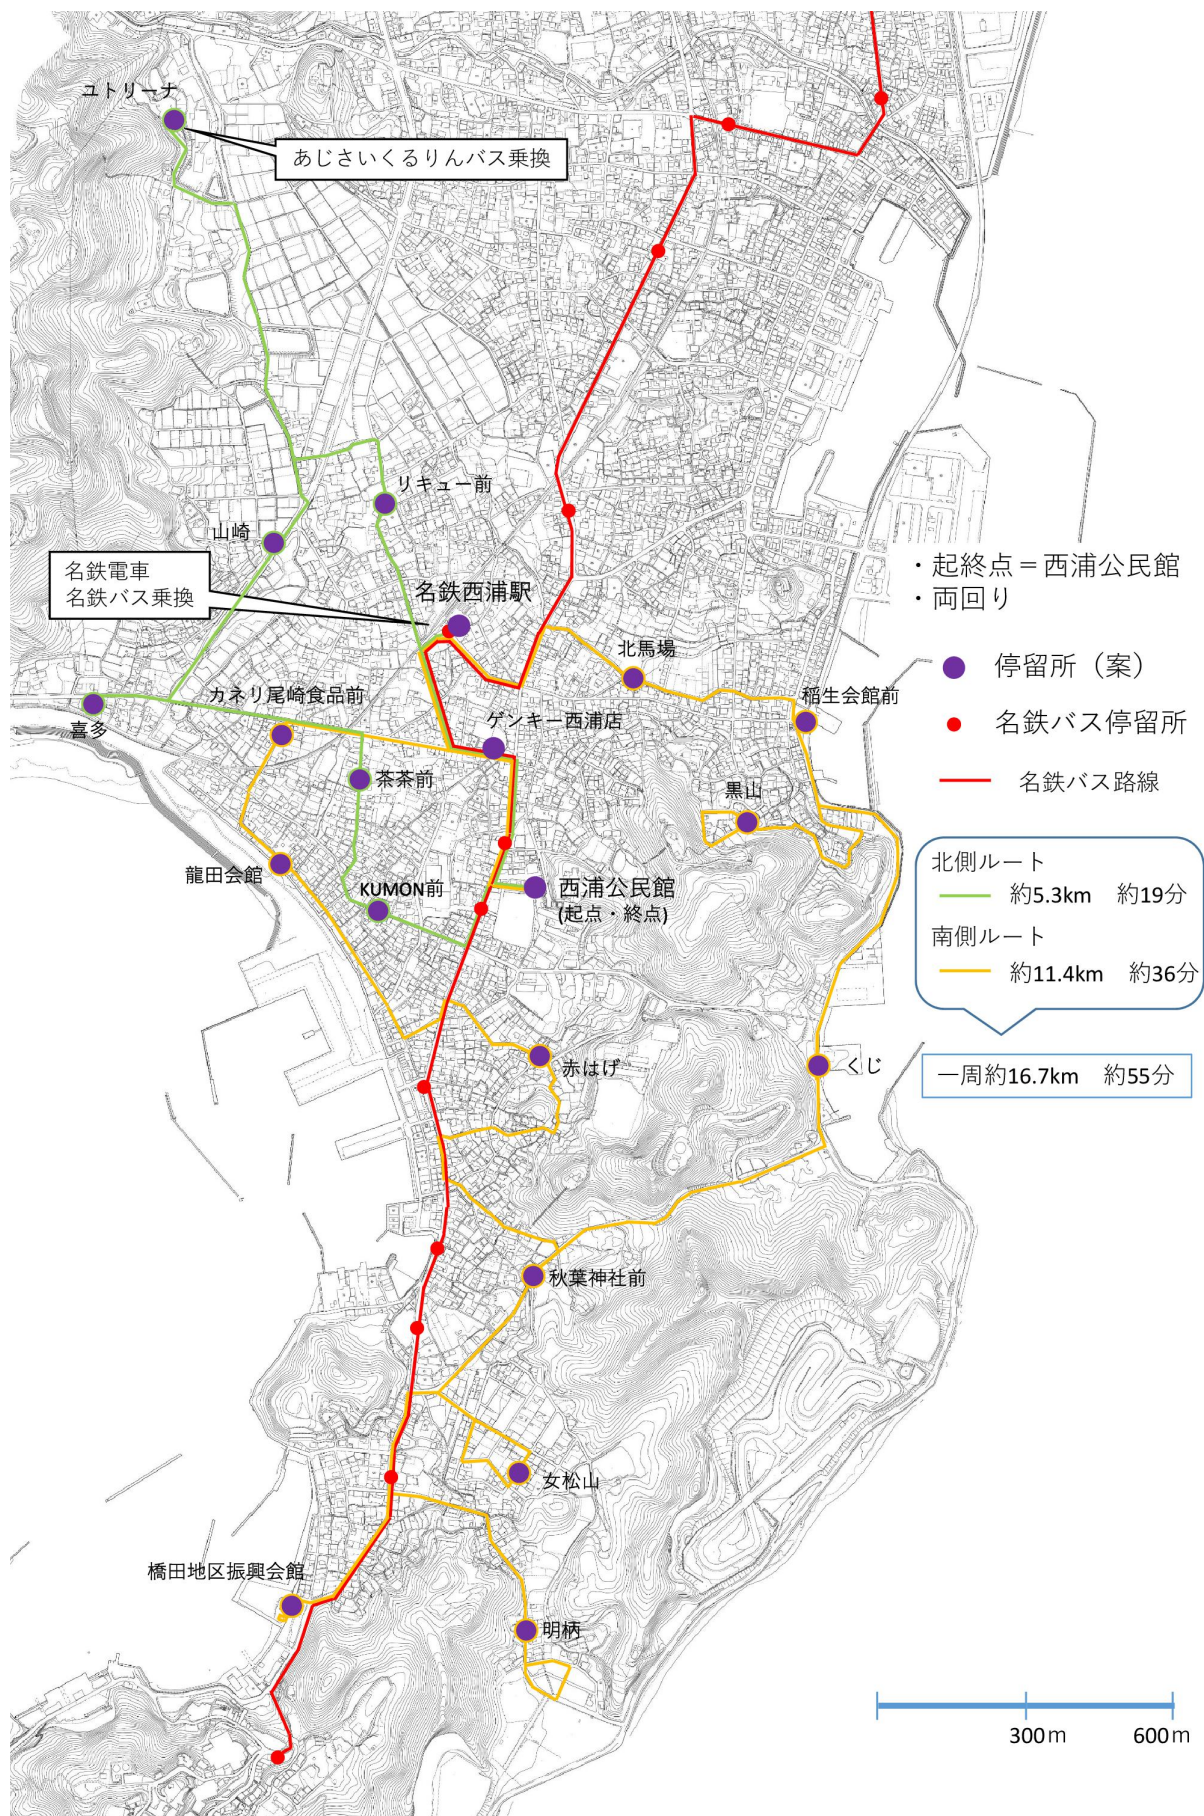 ユトリーナ
あじさいくるりんバス乗換
リキュー前
山崎
名鉄電車
名鉄バス乗換
名鉄西浦駅
・起終点＝西浦公民館
・両回り
北馬場
停留所（案）
カネリ尾崎食品前
稲生会館前
喜多
ゲンキー西浦店
名鉄バス停留所
茶茶前
黒山
名鉄バス路線
龍田会館
KUMON前
西浦公民館
(起点・終点)
北側ルート
約5.3km 約19分
南側ルート
約11.4km 約36分
赤はげ
くじ
一周約16.7km 約55分
秋葉神社前
女松山
橋田地区振興会館
明柄
300m
600m